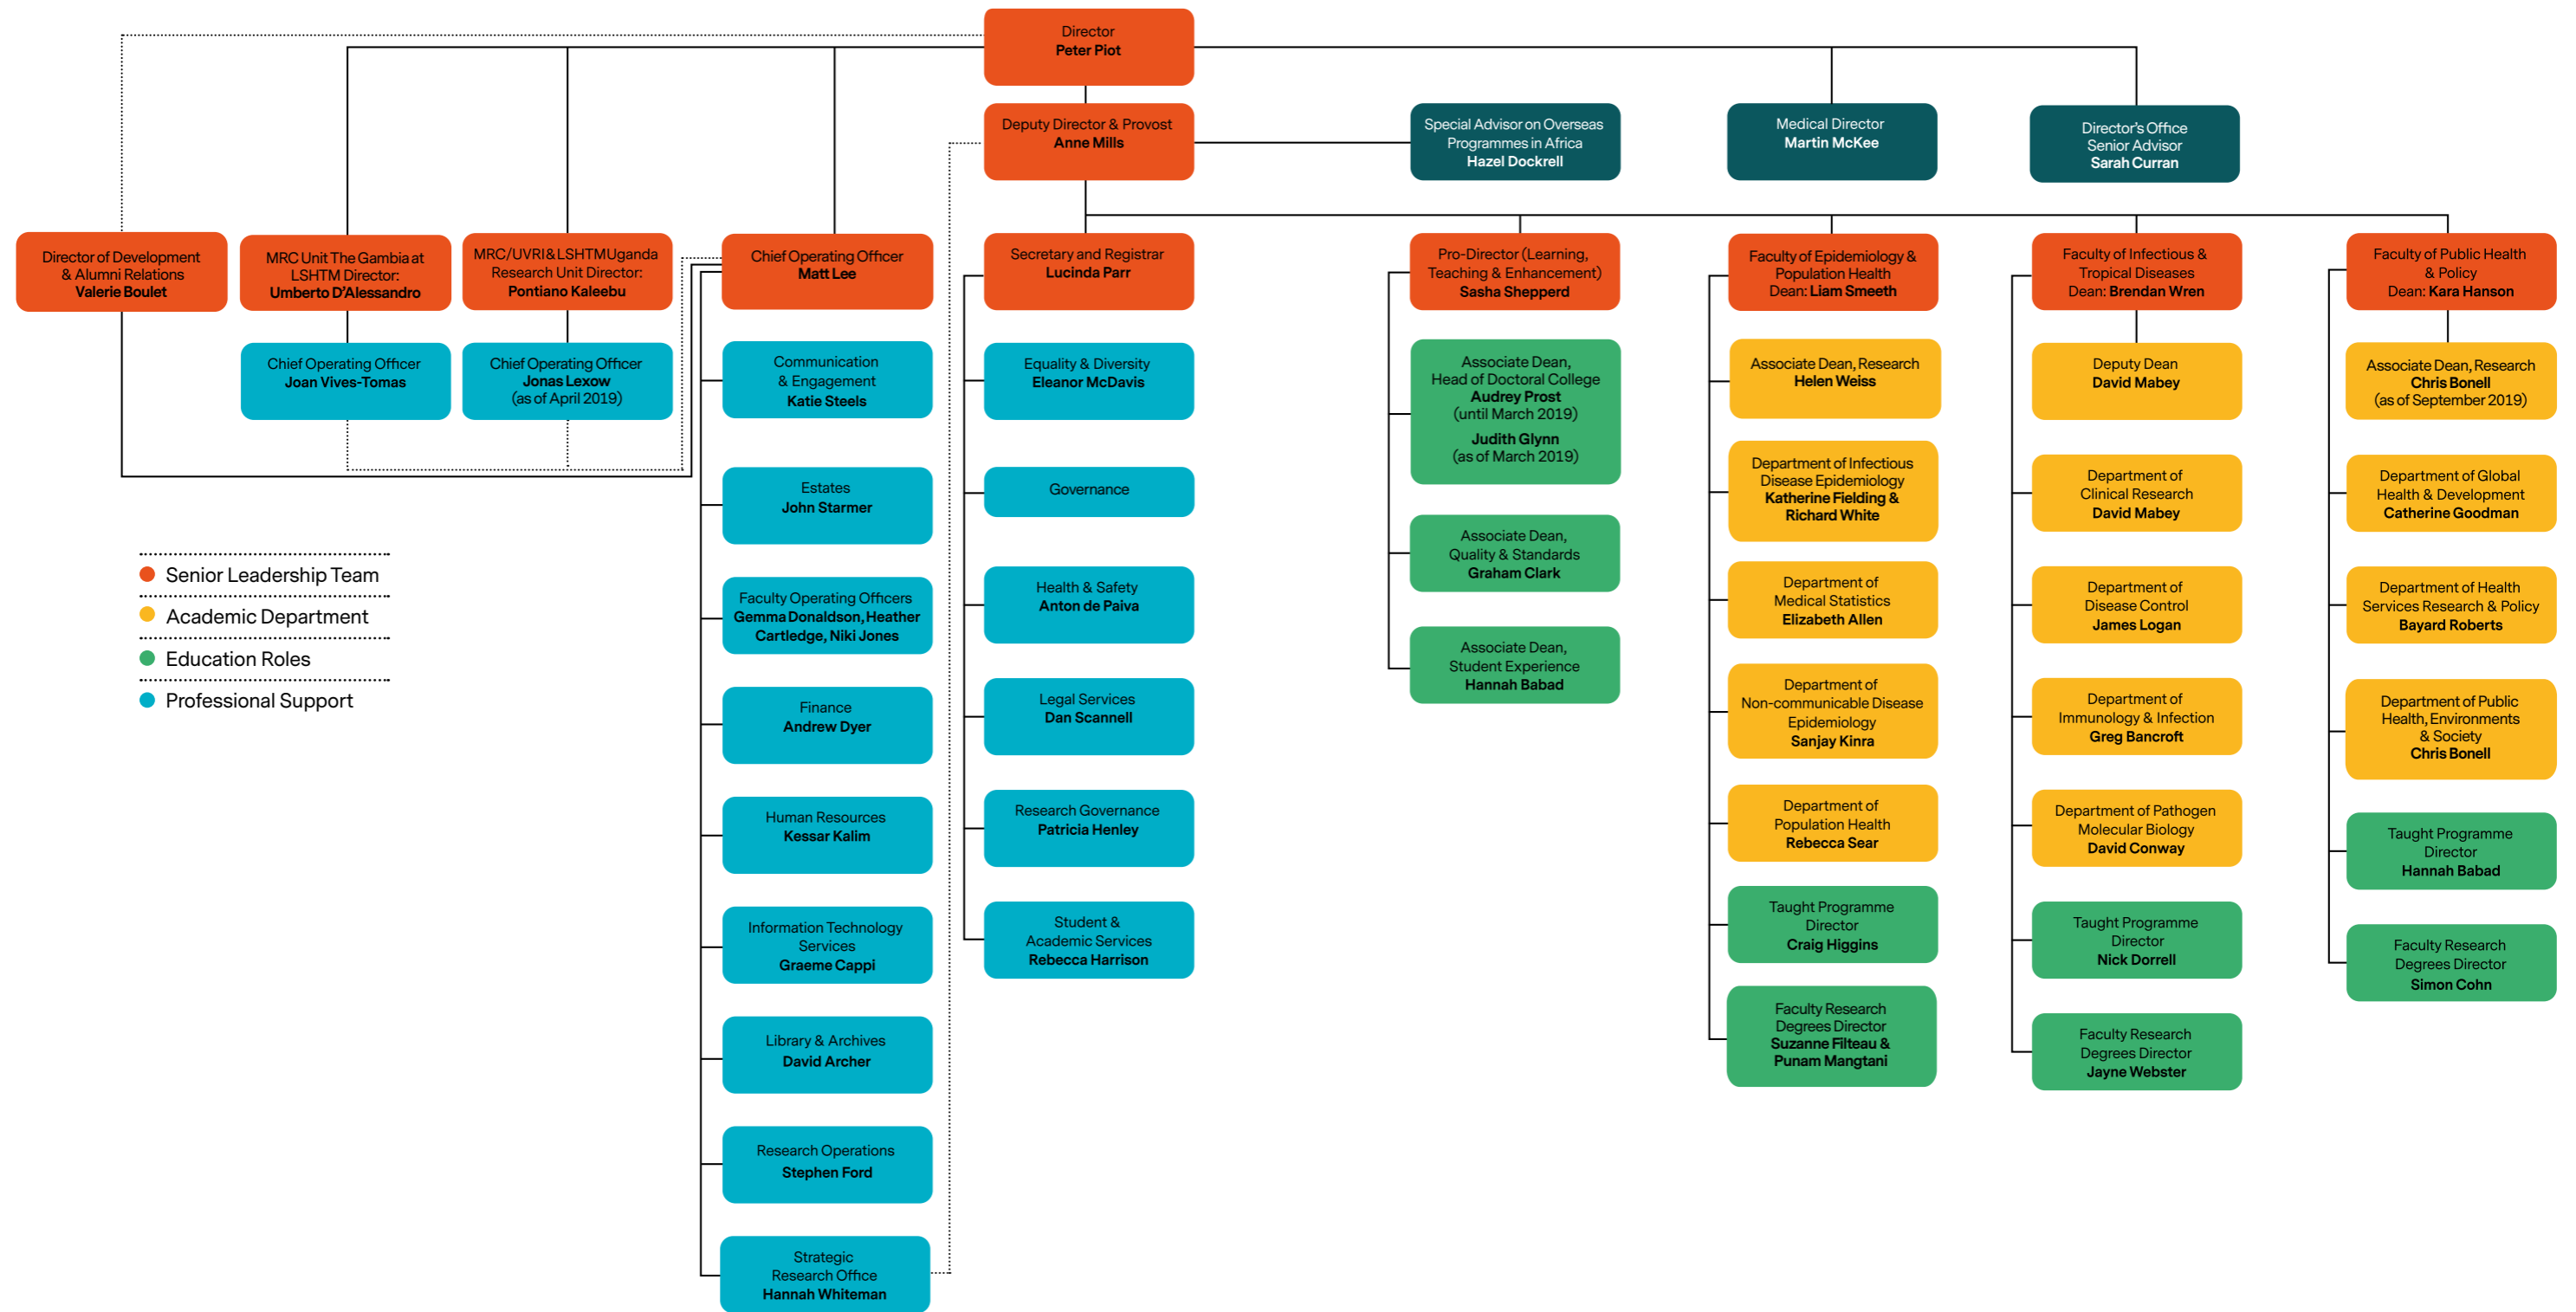 Director
Peter Piot
Deputy Director & Provost
Anne Mills
Special Advisor on Overseas
Programmes in Africa
Hazel Dockrell
Medical Director
Martin McKee
Director's Office
Senior Advisor
Sarah Curran
Director of Development
& Alumni Relations
Valerie Boulet
MRC Unit The Gambia at
LSHTM Director:
Umberto D'Alessandro
MRC/UVRI&LSHTMUganda
Research Unit Director:
Pontiano Kaleebu
Chief Operating Officer
Matt Lee
Secretary and Registrar
Lucinda Parr
Pro-Director (Learning,
Teaching & Enhancement)
Sasha Shepperd
Faculty of Epidemiology &
Population Health
Dean: Liam Smeeth
Faculty of Infectious &
Tropical Diseases
Dean: Brendan Wren
Faculty of Public Health
& Policy
Dean: Kara Hanson
Chief Operating Officer
Joan Vives-Tomas
Chief Operating Officer
Jonas Lexow
(as of April 2019)
Communication
& Engagement
Katie Steels
Estates
John Starmer
Faculty Operating Officers
Gemma Donaldson, Heather
Cartledge, Niki Jones
Finance
Andrew Dyer
Human Resources
Kessar Kalim
Information Technology
Services
Graeme Cappi
Library & Archives
David Archer
Research Operations
Stephen Ford
Strategic
Research Office
Hannah Whiteman
Equality & Diversity
Eleanor McDavis
Governance
Health & Safety
Anton de Paiva
Legal Services
Dan Scannell
Research Governance
Patricia Henley
Student &
Academic Services
Rebecca Harrison
Associate Dean,
Head of Doctoral College
Audrey Prost
(until March 2019)
Judith Glynn
(as of March 2019)
Associate Dean,
Quality & Standards
Graham Clark
Associate Dean,
Student Experience
Hannah Babad
Associate Dean, Research
Helen Weiss
Department of Infectious
Disease Epidemiology
Katherine Fielding &
Richard White
Department of
Medical Statistics
Elizabeth Allen
Department of
Non-communicable Disease
Epidemiology
Sanjay Kinra
Department of
Population Health
Rebecca Sear
Taught Programme
Director
Craig Higgins
Faculty Research
Degrees Director
Suzanne Filteau &
Punam Mangtani
Deputy Dean
David Mabey
Department of
Clinical Research
David Mabey
Department of
Disease Control
James Logan
Department of
Immunology & Infection
Greg Bancroft
Department of Pathogen
Molecular Biology
David Conway
Taught Programme
Director
Nick Dorrell
Faculty Research
Degrees Director
Jayne Webster
Associate Dean, Research
Chris Bonell
(as of September 2019)
Department of Global
Health & Development
Catherine Goodman
Department of Health
Services Research & Policy
Bayard Roberts
Department of Public
Health, Environments
& Society
Chris Bonell
Taught Programme
Director
Hannah Babad
Faculty Research
Degrees Director
Simon Cohn
Senior Leadership Team
Academic Department
Education Roles
Professional Support